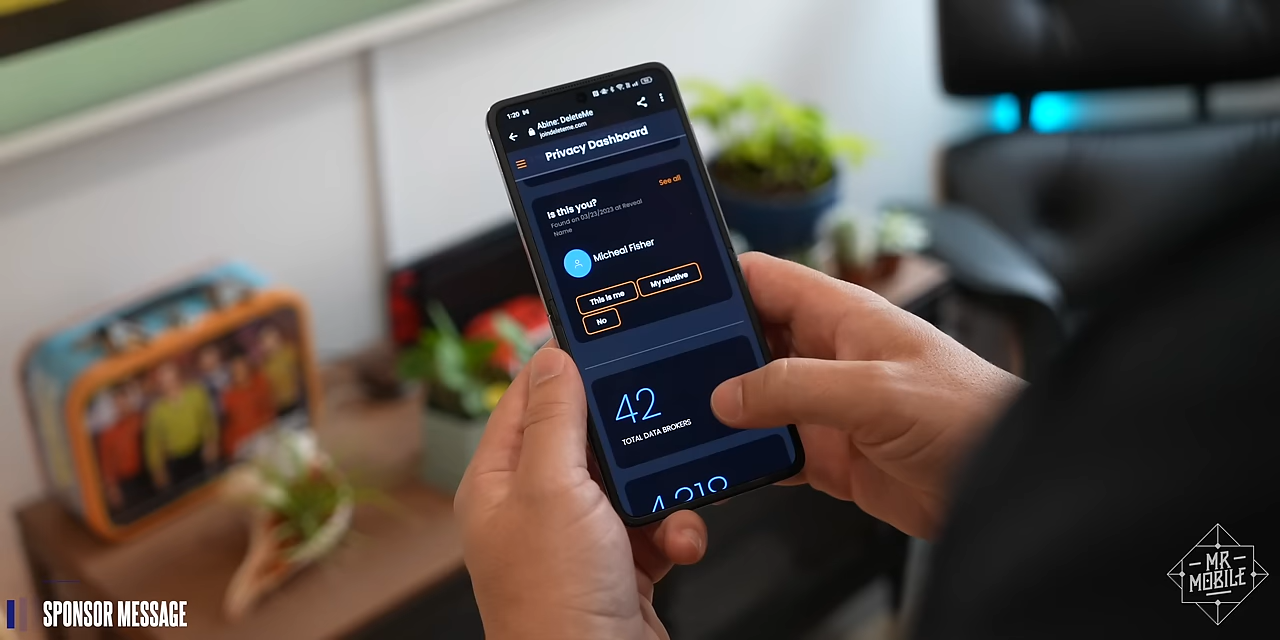 1:20
Abine: DeleteMe
joindeleteme.com
Privacy Dashboard
See all
Is this you?
Found on 03/23/2023 at Reveal
Name
Micheal Fisher
This is me
My relative
No
42
TOTAL DATA BROKERS
SPONSOR MESSAGE
MR
MOBILE